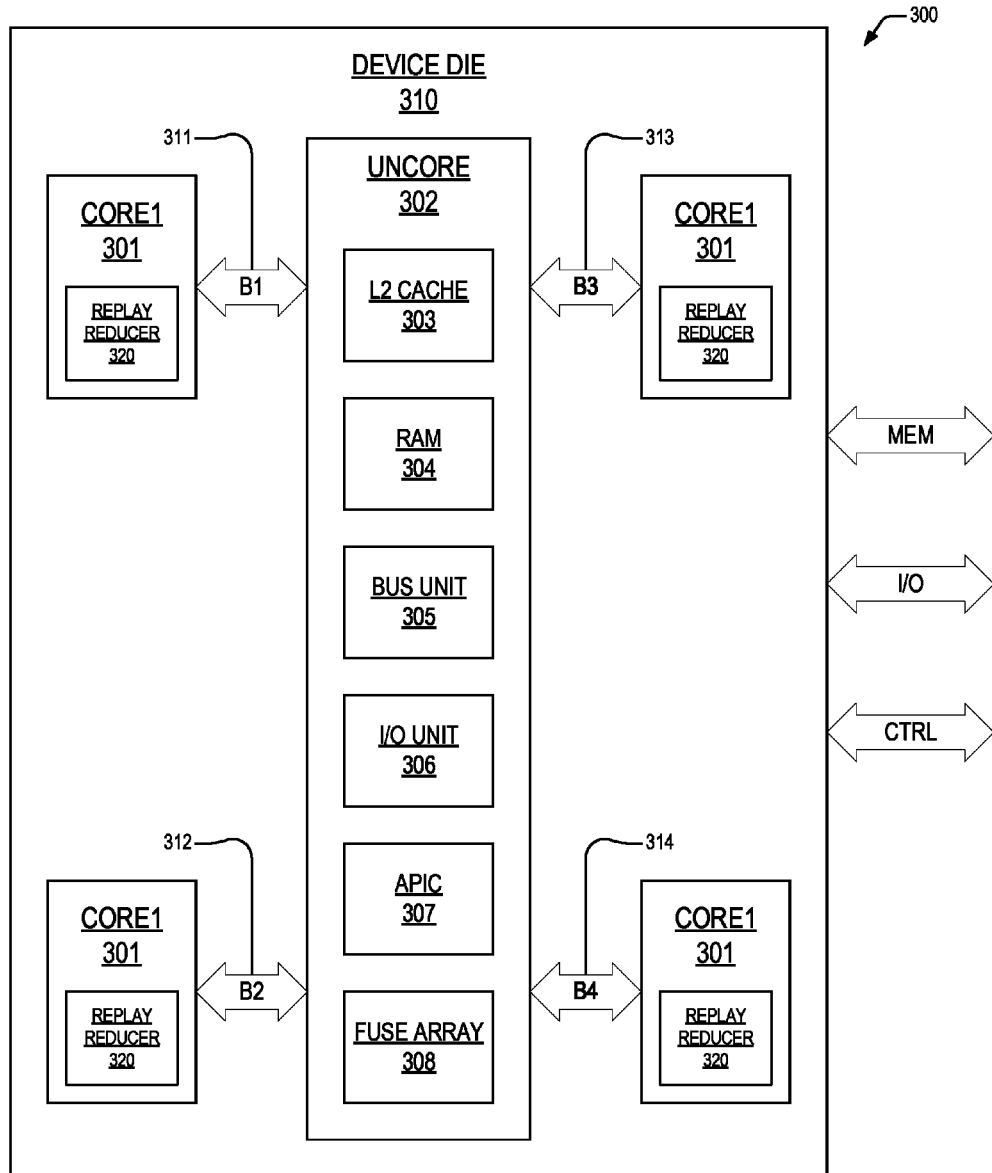 300
DEVICE DIE
310
311
313
UNCORE
302
CORE1
301
REPLAY
REDUCER
320
B1
L2 CACHE
303
B3
CORE1
301
REPLAY
REDUCER
320
RAM
304
MEM
BUS UNIT
305
I/O
I/O UNIT
306
CTRL
312
314
APIC
307
CORE1
301
REPLAY
REDUCER
320
B2
FUSE ARRAY
308
B4
CORE1
301
REPLAY
REDUCER
320